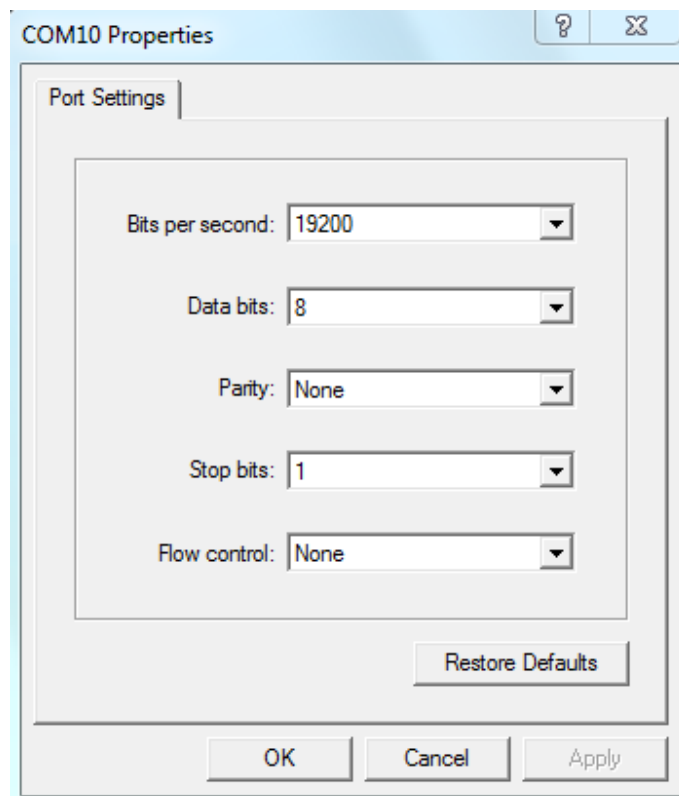 COM10 Properties
Port Settings
Bits per second: 19200
Data bits: 8
Parity: None
Stop bits: 1
Flow control: None
Restore Defaults
OK Cancel Apply